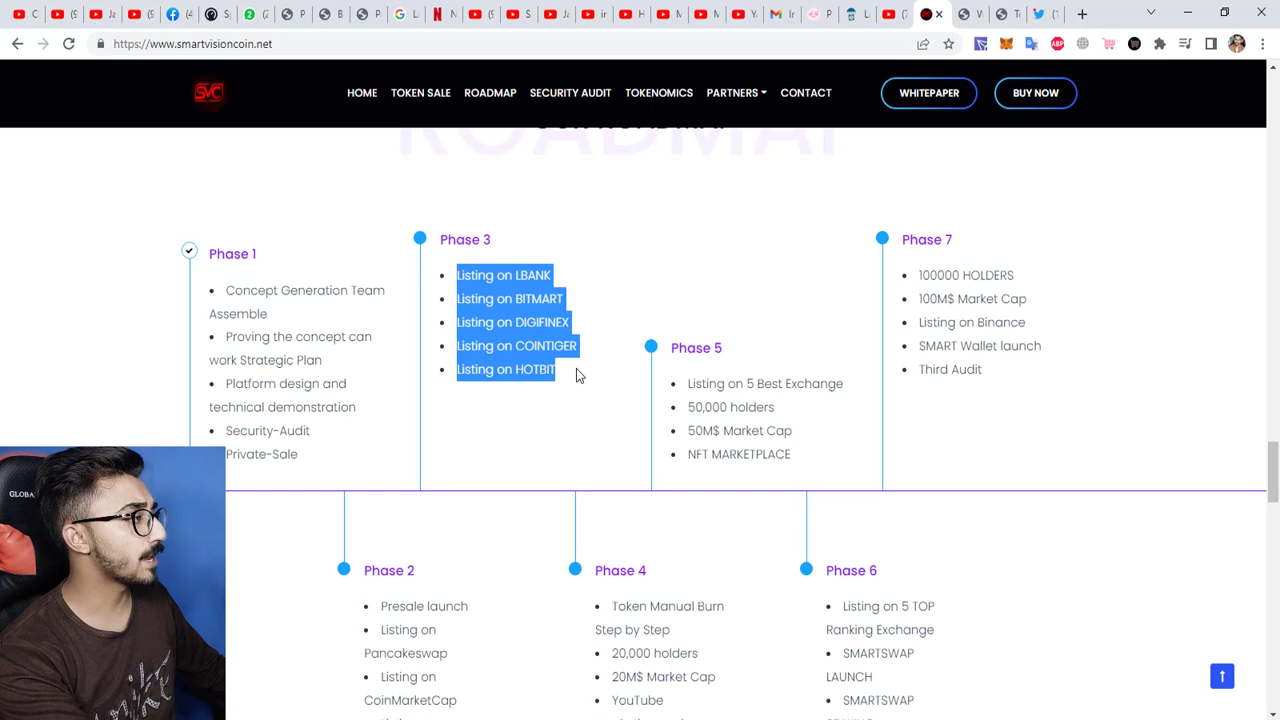 https://www.smartvisioncoin.net
SVC
HOME
TOKEN SALE
ROADMAP
SECURITY AUDIT
TOKENOMICS
PARTNERS
CONTACT
WHITEPAPER
BUY NOW
ROADMAP
Phase 1
Concept Generation Team
Assemble
Proving the concept can
work Strategic Plan
Platform design and
technical demonstration
Security-Audit
Private-Sale
Phase 3
Listing on LBANK
Listing on BITMART
Listing on DIGIFINEX
Listing on COINTIGER
Listing on HOTBIT
Phase 5
Listing on 5 Best Exchange
50,000 holders
50M$ Market Cap
NFT MARKETPLACE
Phase 7
100000 HOLDERS
100M$ Market Cap
Listing on Binance
SMART Wallet launch
Third Audit
Phase 2
Presale launch
Listing on
Pancakeswap
Listing on
CoinMarketCap
Phase 4
Token Manual Burn
Step by Step
20,000 holders
20M$ Market Cap
YouTube
Phase 6
Listing on 5 TOP
Ranking Exchange
SMARTSWAP
LAUNCH
SMARTSWAP
GLOBA